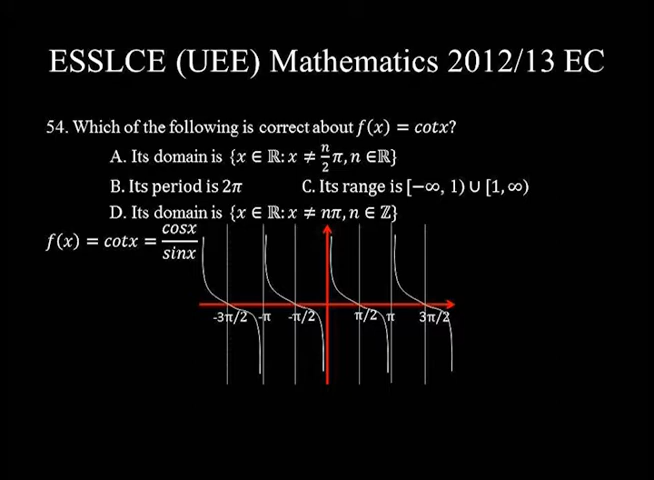 ESSLCE (UEE) Mathematics 2012/13 EC
54. Which of the following is correct about f(x) = cotx?
A. Its domain is {x ∈ ℝ: x ≠ n/2 π, n ∈ℝ}
B. Its period is 2π C. Its range is [−∞, 1) ∪ [1, ∞)
D. Its domain is {x ∈ ℝ: x ≠ nπ, n ∈ ℤ}
f(x) = cotx = cosx/sinx
-3π/2 -π -π/2 π/2 π 3π/2